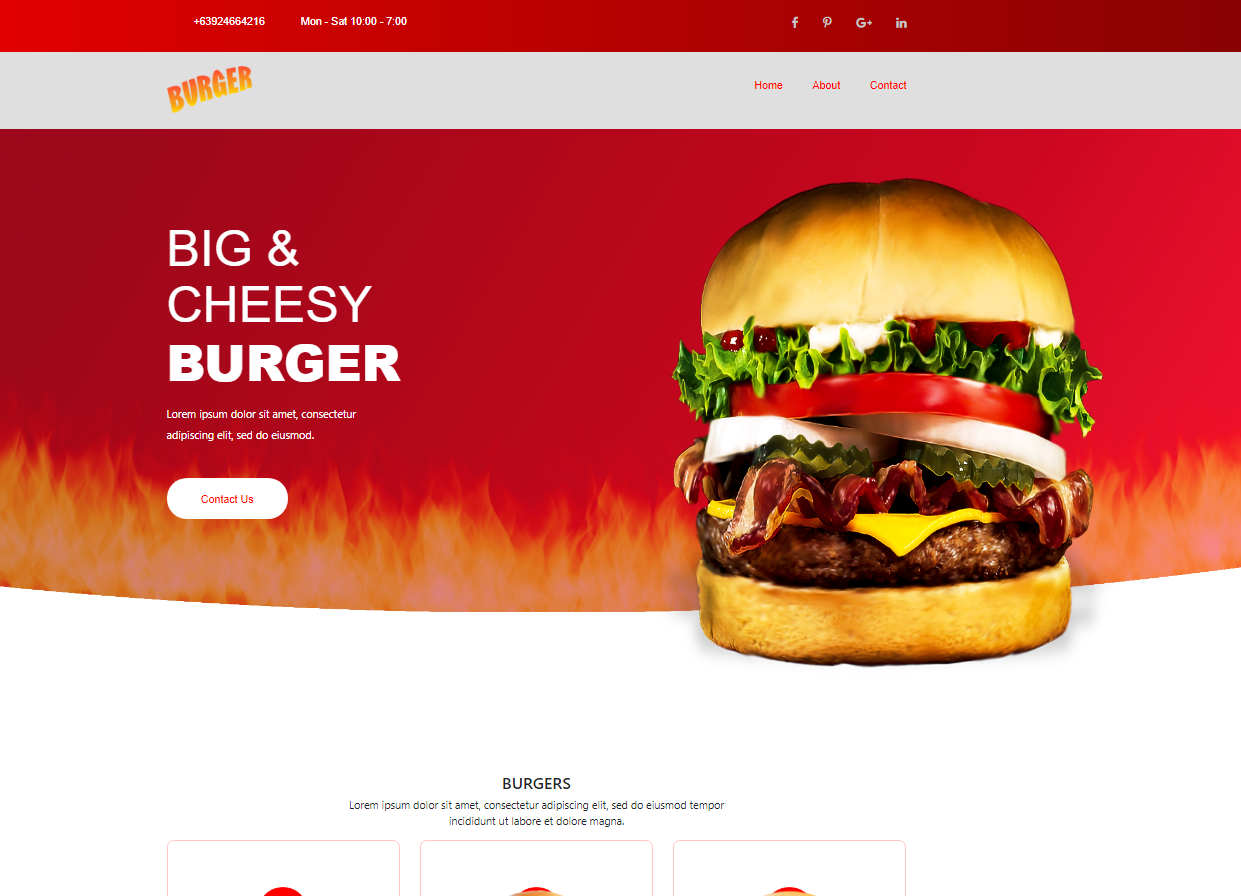 +63924664216
Mon - Sat 10:00 - 7:00
BURGER
Home
About
Contact
BIG &
CHEESY
BURGER
Lorem ipsum dolor sit amet, consectetur
adipiscing elit, sed do eiusmod.
Contact Us
BURGERS
Lorem ipsum dolor sit amet, consectetur adipiscing elit, sed do eiusmod tempor
incididunt ut labore et dolore magna.